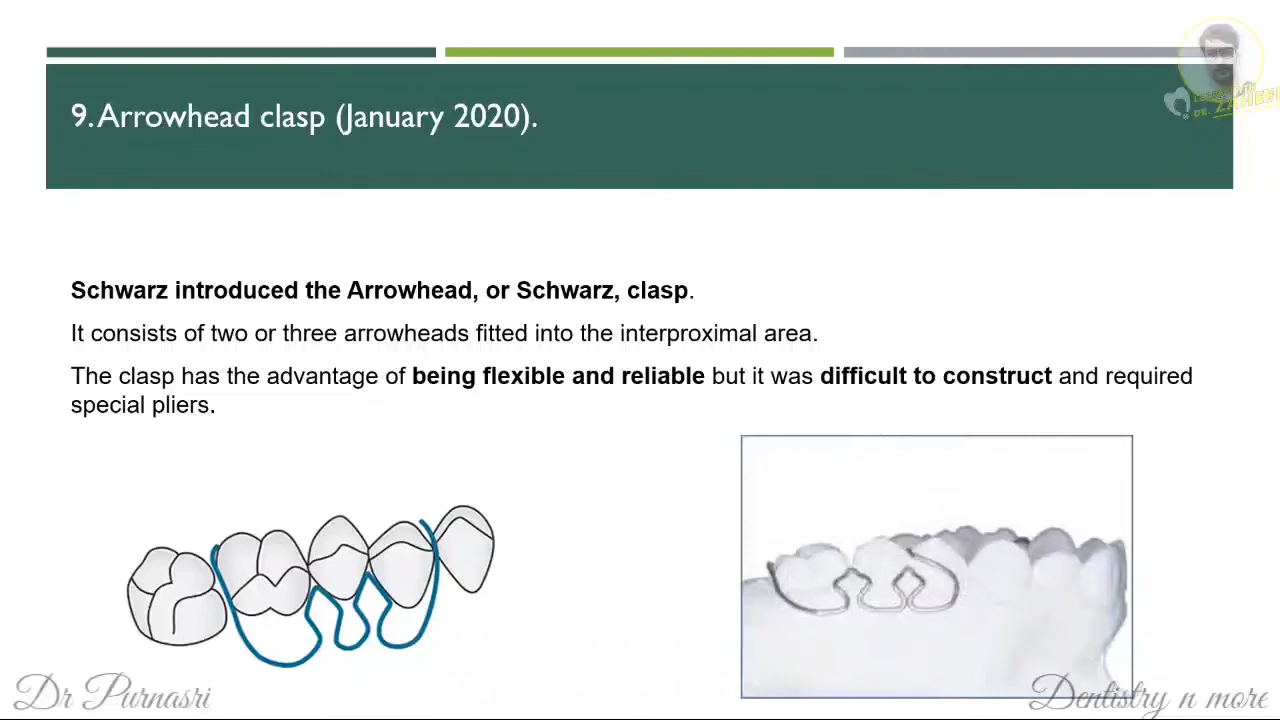 9. Arrowhead clasp (January 2020).
DR. ZAHEER
Schwarz introduced the Arrowhead, or Schwarz, clasp.
It consists of two or three arrowheads fitted into the interproximal area.
The clasp has the advantage of being flexible and reliable but it was difficult to construct and required
special pliers.
Dr Purnasri
Dentistry n more